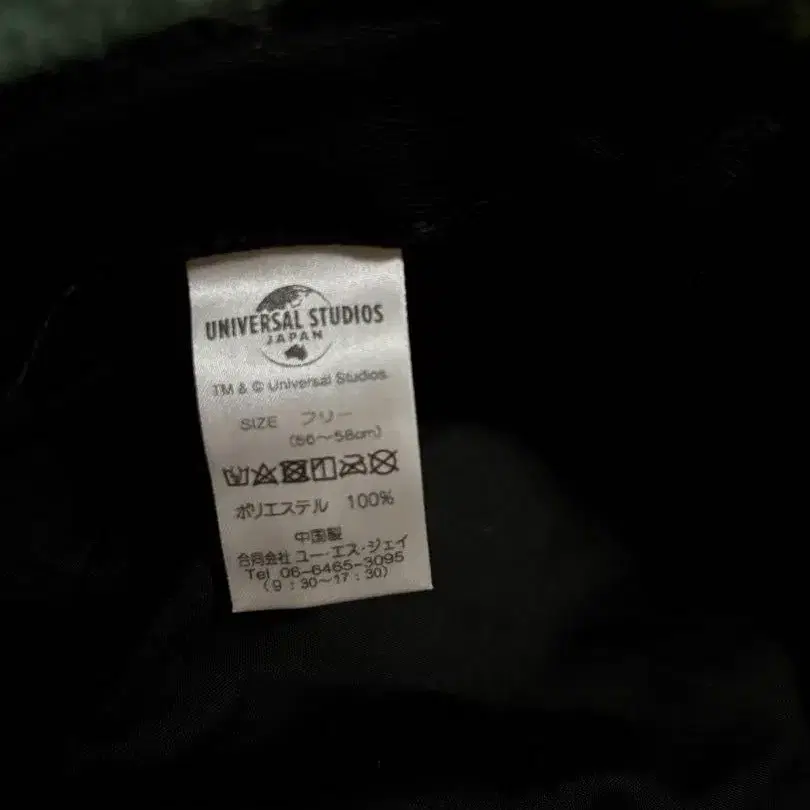 UNIVERSAL STUDIOS
JAPAN
TM & © Universal Studios
SIZE フリー
(56〜58cm)
ポリエステル 100%
中国製
合同会社 ユー・エス・ジェイ
Tel 06-6465-3095
(9:30〜17:30)